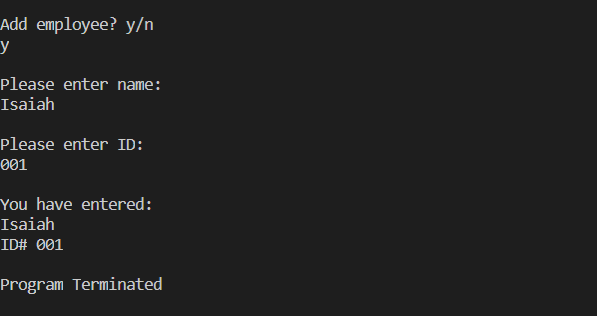 Add employee? y/n
y
Please enter name:
Isaiah
Please enter ID:
001
You have entered:
Isaiah
ID# 001
Program Terminated